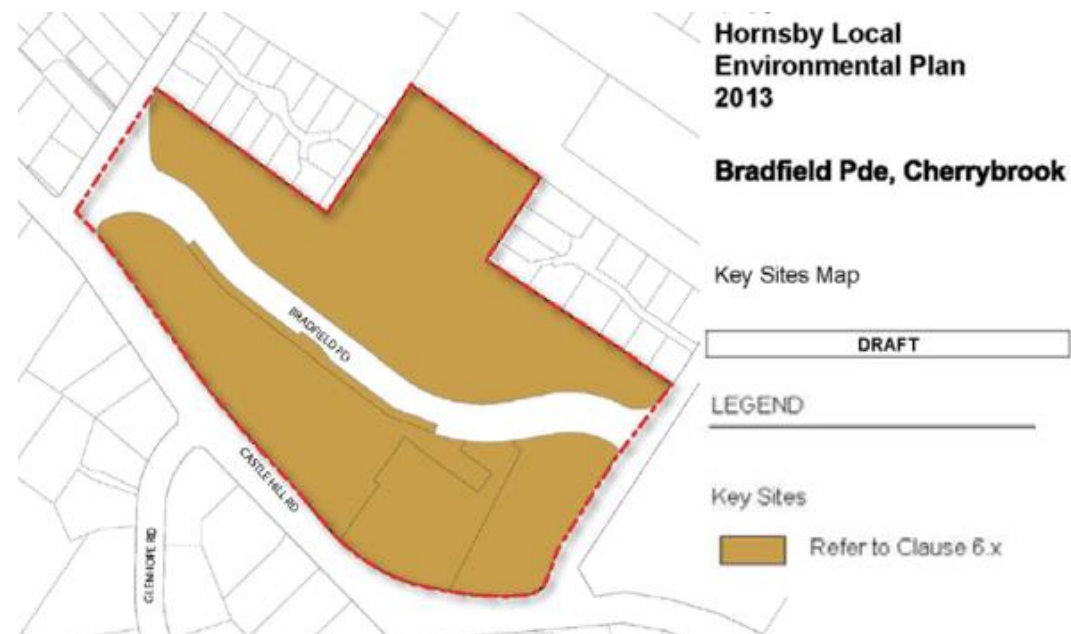 Hornsby Local
Environmental Plan
2013
Bradfield Pde, Cherrybrook
Key Sites Map
DRAFT
LEGEND
Key Sites
Refer to Clause 6.x
BRADFIELD PD
CASTLE HILL RD
GLENHOPE RD